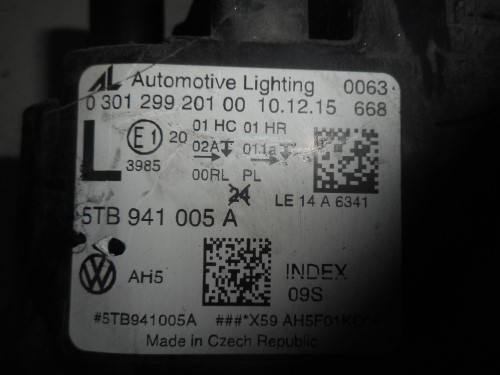 AL Automotive Lighting 0063
0 301 299 201 00 10.12.15 668
L E1 20 01 HC 01 HR
02A 01.1a
3985 00RL PL
24
LE 14 A 6341
5TB 941 005 A
AH5 INDEX
09S
#5TB941005A ###*X59 AH5F01K
Made in Czech Republic